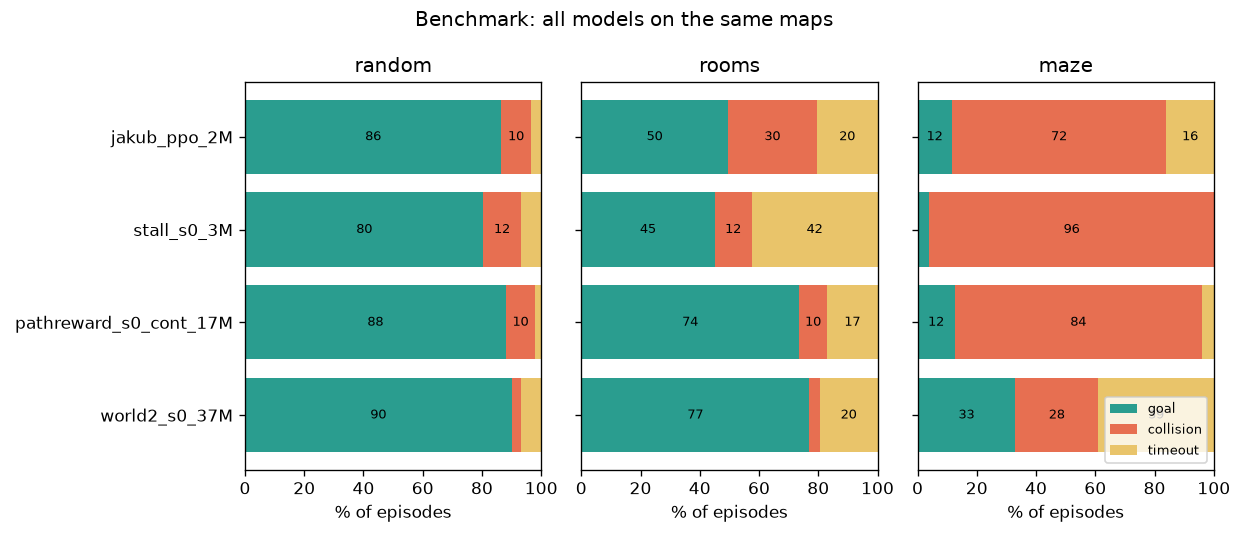 Benchmark: all models on the same maps
random rooms maze
jakub_ppo_2M 86 10 50 30 20 12 72 16
stall_s0_3M 80 12 45 12 42 96
pathreward_s0_cont_17M 88 10 74 10 17 12 84
world2_s0_37M 90 77 20 33 28
goal
collision
timeout
0 20 40 60 80 100 0 20 40 60 80 100 0 20 40 60 80 100
% of episodes % of episodes % of episodes